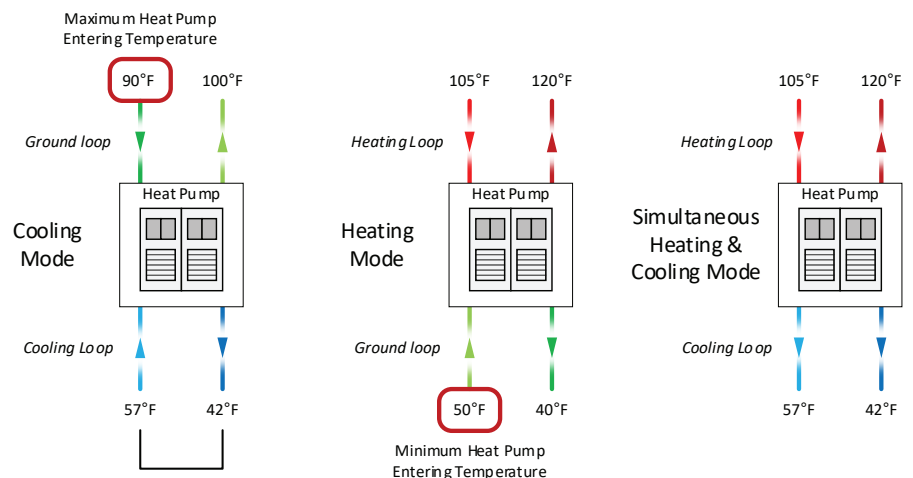 Maximum Heat Pump
Entering Temperature
90°F
100°F
Ground loop
Heat Pump
Cooling
Mode
Cooling Loop
57°F
42°F
105°F
120°F
Heating Loop
Heat Pump
Heating
Mode
Ground loop
50°F
40°F
Minimum Heat Pump
Entering Temperature
105°F
120°F
Heating Loop
Heat Pump
Simultaneous
Heating &
Cooling Mode
Cooling Loop
57°F
42°F